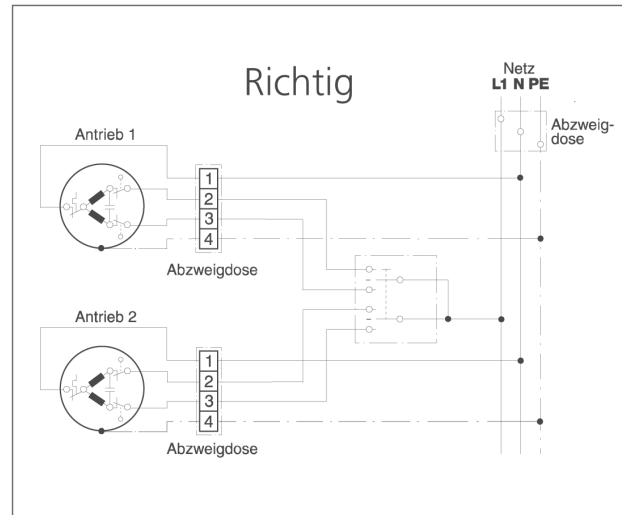 Richtig
Netz
L1 N PE
Abzweig-
dose
Antrieb 1
1
2
3
4
Abzweigdose
Antrieb 2
1
2
3
4
Abzweigdose